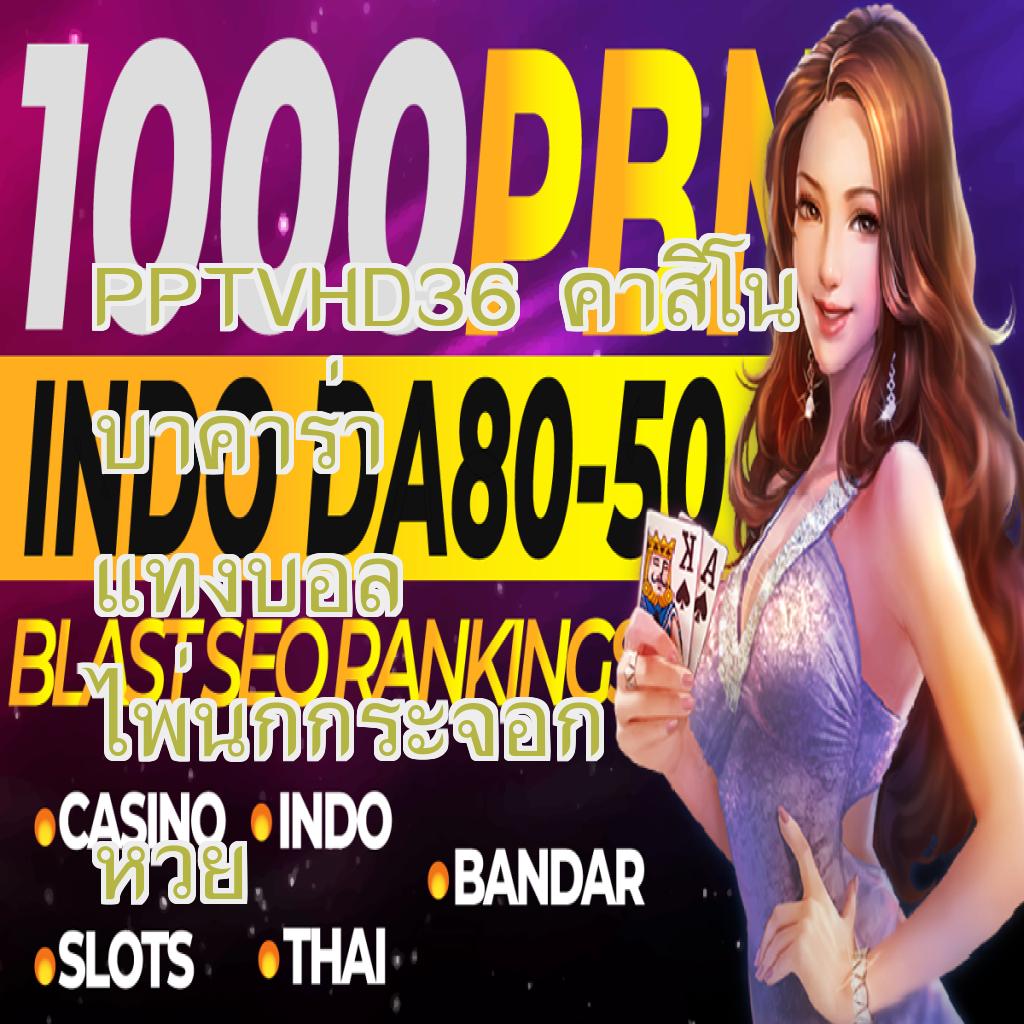 1000PBN
PPTVHD36 คาสิโน
INDO DA80-50
บาคาร่า
แทงบอล
BLAST SEO RANKINGS
ไพ่นกกระจอก
CASINO
INDO
หวย
BANDAR
SLOTS
THAI
K
A